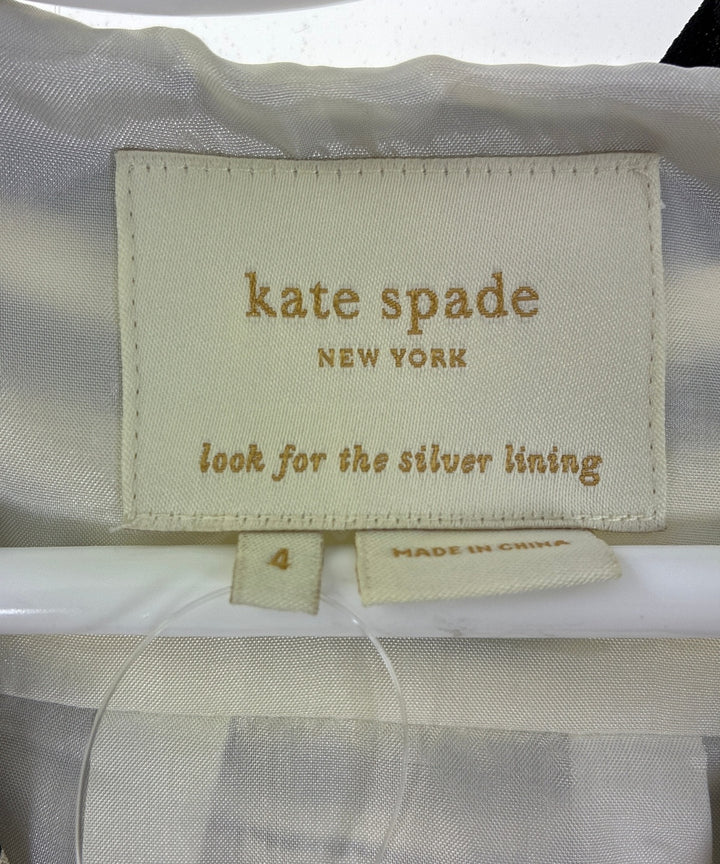 kate spade
NEW YORK
look for the silver lining
4
MADE IN CHINA